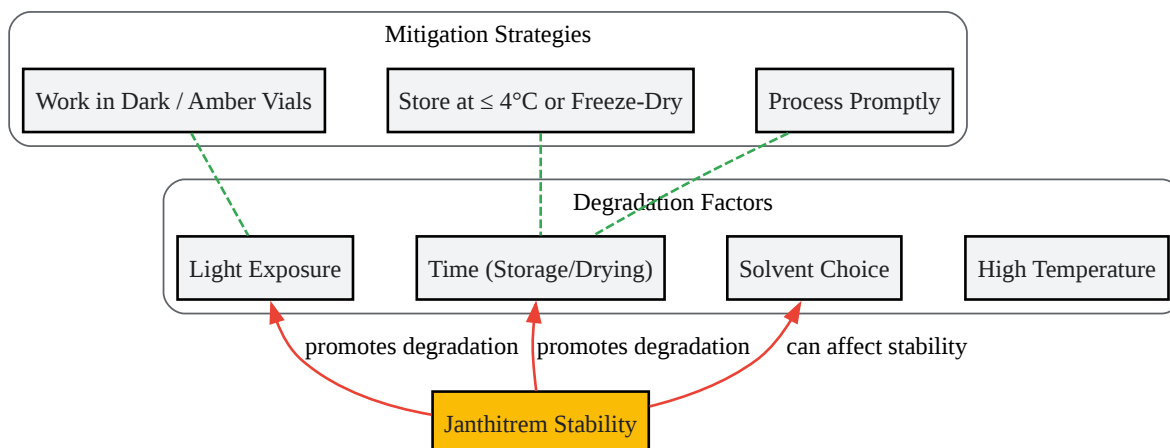 Mitigation Strategies
Work in Dark / Amber Vials
Store at ≤ 4°C or Freeze-Dry
Process Promptly
Degradation Factors
Light Exposure
Time (Storage/Drying)
Solvent Choice
High Temperature
promotes degradation
promotes degradation
can affect stability
Janthitrem Stability